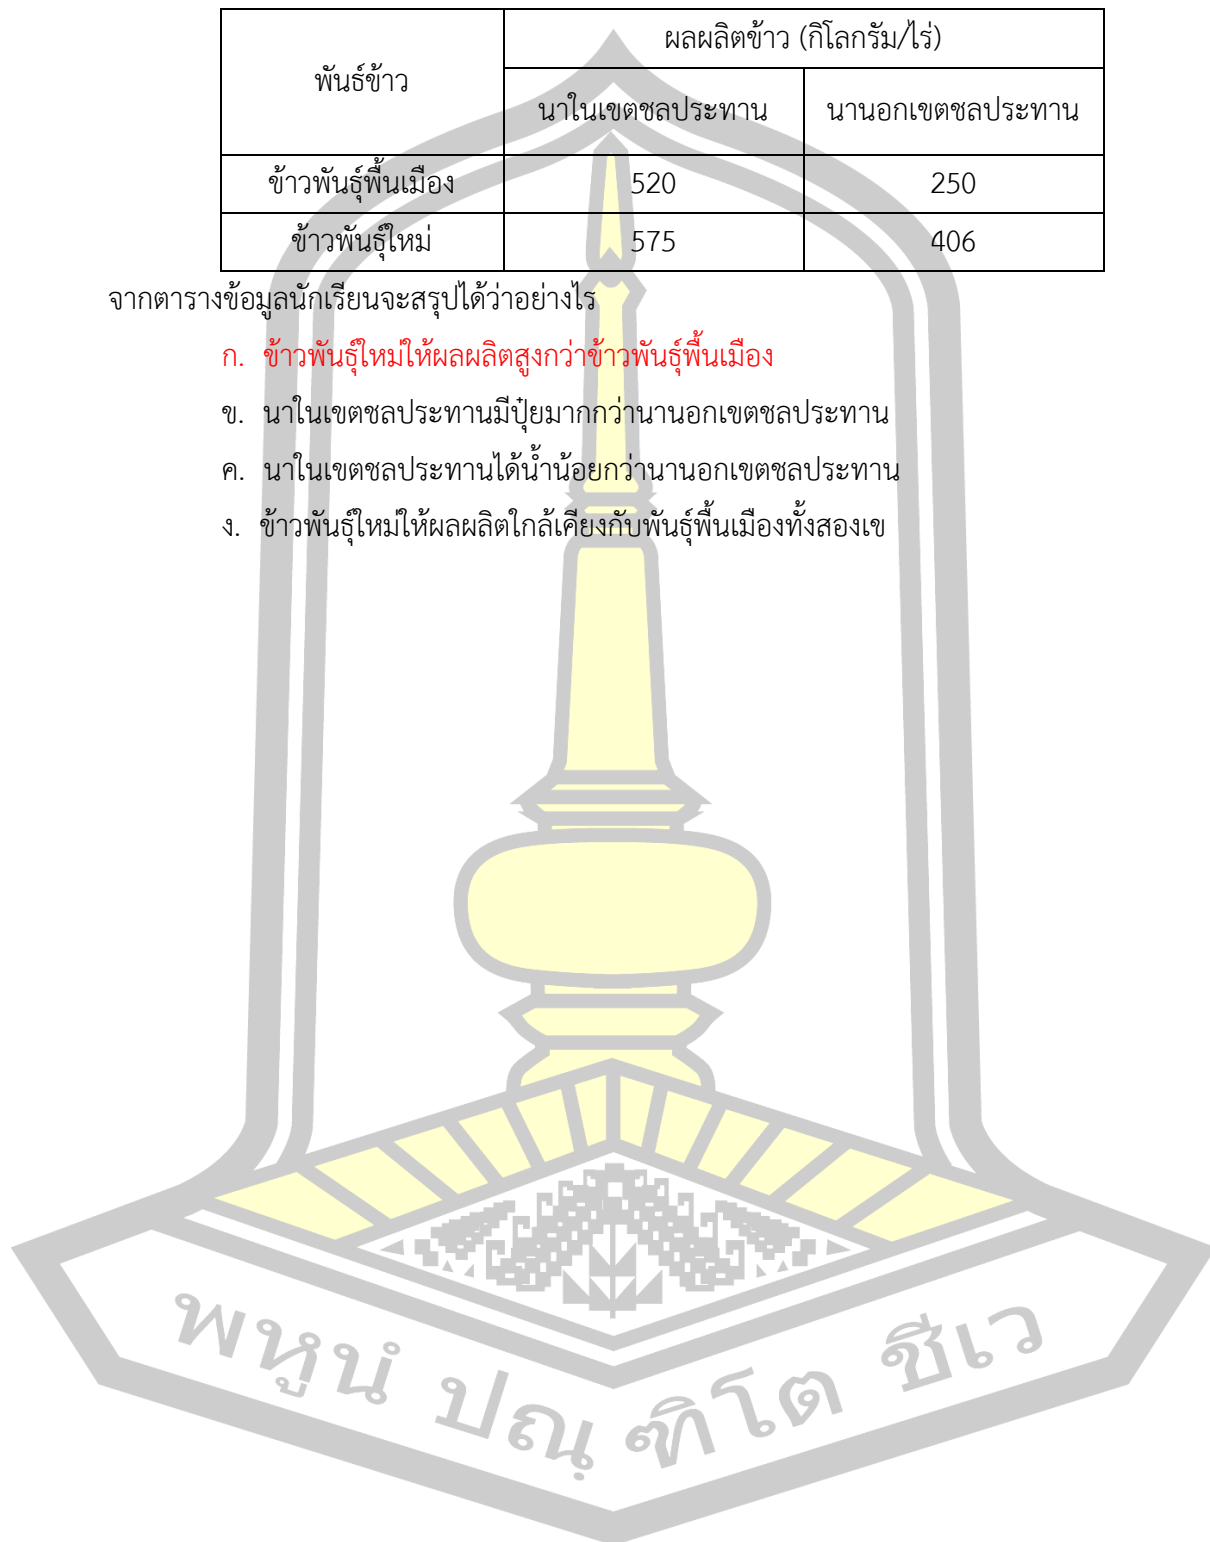 พันธ์ข้าว
ผลผลิตข้าว (กิโลกรัม/ไร่)
นาในเขตชลประทาน
นานอกเขตชลประทาน
ข้าวพันธุ์พื้นเมือง 520 250
ข้าวพันธุ์ใหม่ 575 406
จากตารางข้อมูลนักเรียนจะสรุปได้ว่าอย่างไร
ก. ข้าวพันธุ์ใหม่ให้ผลผลิตสูงกว่าข้าวพันธุ์พื้นเมือง
ข. นาในเขตชลประทานมีปุ๋ยมากกว่านานอกเขตชลประทาน
ค. นาในเขตชลประทานได้น้ำน้อยกว่านานอกเขตชลประทาน
ง. ข้าวพันธุ์ใหม่ให้ผลผลิตใกล้เคียงกับพันธุ์พื้นเมืองทั้งสองเข
พหูนํ ปณฺฑิโต ชีเว